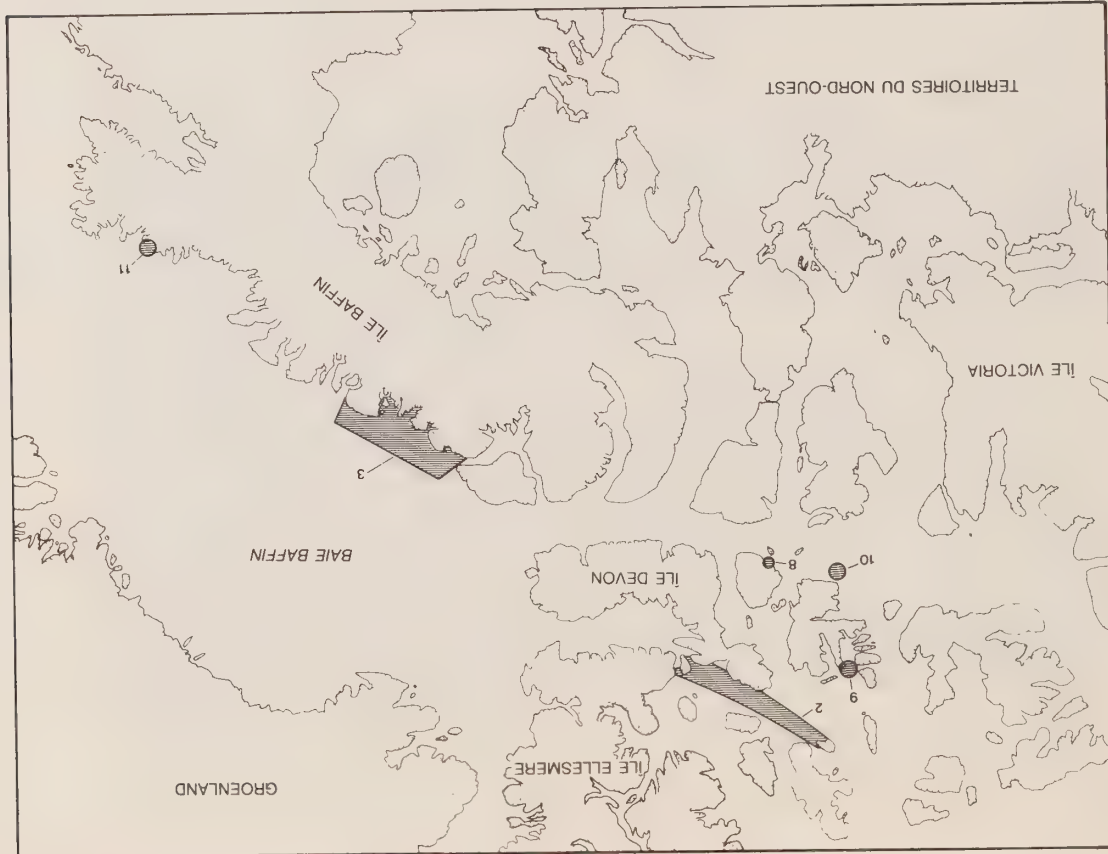 GROENLAND
ÎLE ELLESMERE
2
9
ÎLE DEVON
10
8
BAIE BAFFIN
3
ÎLE VICTORIA
ÎLE BAFFIN
11
TERRITOIRES DU NORD-OUEST